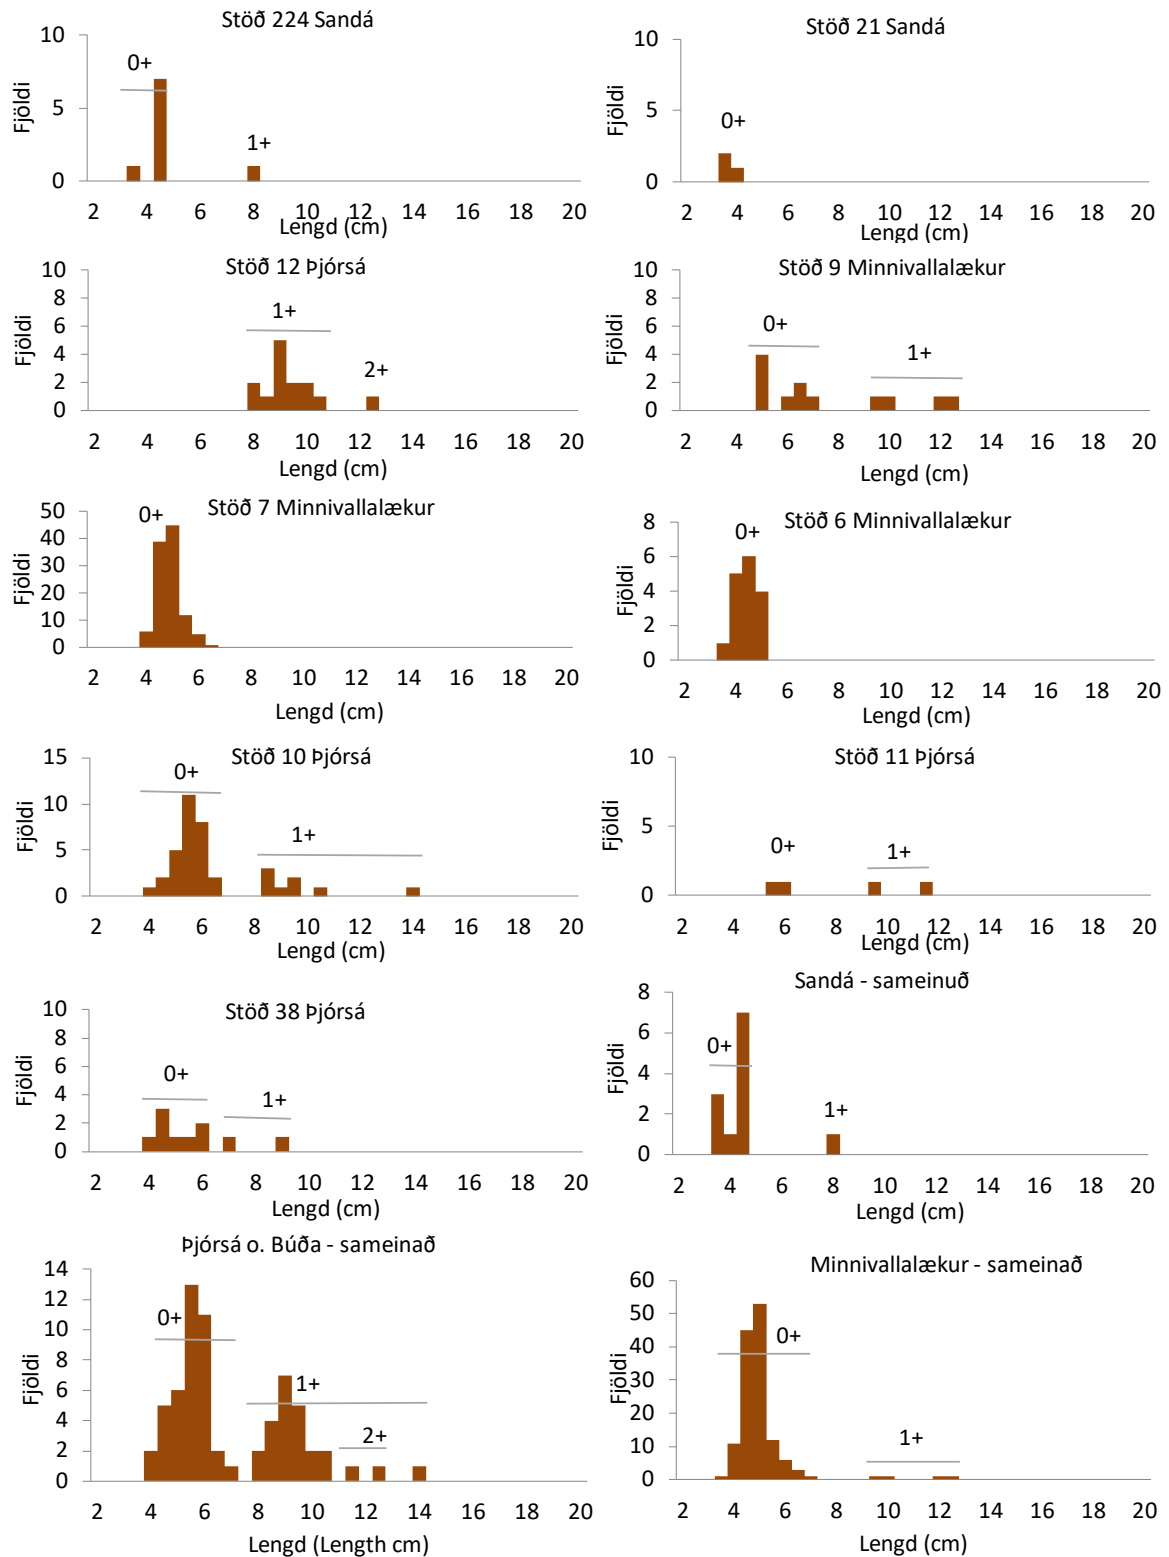 Stöð 224 Sandá
10
5
0
Fjöldi
0+
1+
2 4 6 8 10 12 14 16 18 20
Lengd (cm)
Stöð 21 Sandá
10
5
0
Fjöldi
0+
2 4 6 8 10 12 14 16 18 20
Lengd (cm)
Stöð 12 Þjórsá
10
8
6
4
2
0
Fjöldi
1+
2+
2 4 6 8 10 12 14 16 18 20
Lengd (cm)
Stöð 9 Minnivallalækur
10
8
6
4
2
0
Fjöldi
0+
1+
2 4 6 8 10 12 14 16 18 20
Lengd (cm)
Stöð 7 Minnivallalækur
50
40
30
20
10
0
Fjöldi
0+
2 4 6 8 10 12 14 16 18 20
Lengd (cm)
Stöð 6 Minnivallalækur
8
6
4
2
0
Fjöldi
0+
2 4 6 8 10 12 14 16 18 20
Lengd (cm)
Stöð 10 Þjórsá
15
10
5
0
Fjöldi
0+
1+
2 4 6 8 10 12 14 16 18 20
Lengd (cm)
Stöð 11 Þjórsá
10
5
0
Fjöldi
0+
1+
2 4 6 8 10 12 14 16 18 20
Lengd (cm)
Stöð 38 Þjórsá
10
8
6
4
2
0
Fjöldi
0+
1+
2 4 6 8 10 12 14 16 18 20
Lengd (cm)
Sandá - sameinuð
8
6
4
2
0
Fjöldi
0+
1+
2 4 6 8 10 12 14 16 18 20
Lengd (cm)
Þjórsá o. Búða - sameinað
14
12
10
8
6
4
2
0
Fjöldi
0+
1+
2+
2 4 6 8 10 12 14 16 18 20
Lengd (Length cm)
Minnivallalækur - sameinað
60
50
40
30
20
10
0
Fjöldi
0+
1+
2 4 6 8 10 12 14 16 18 20
Lengd (cm)